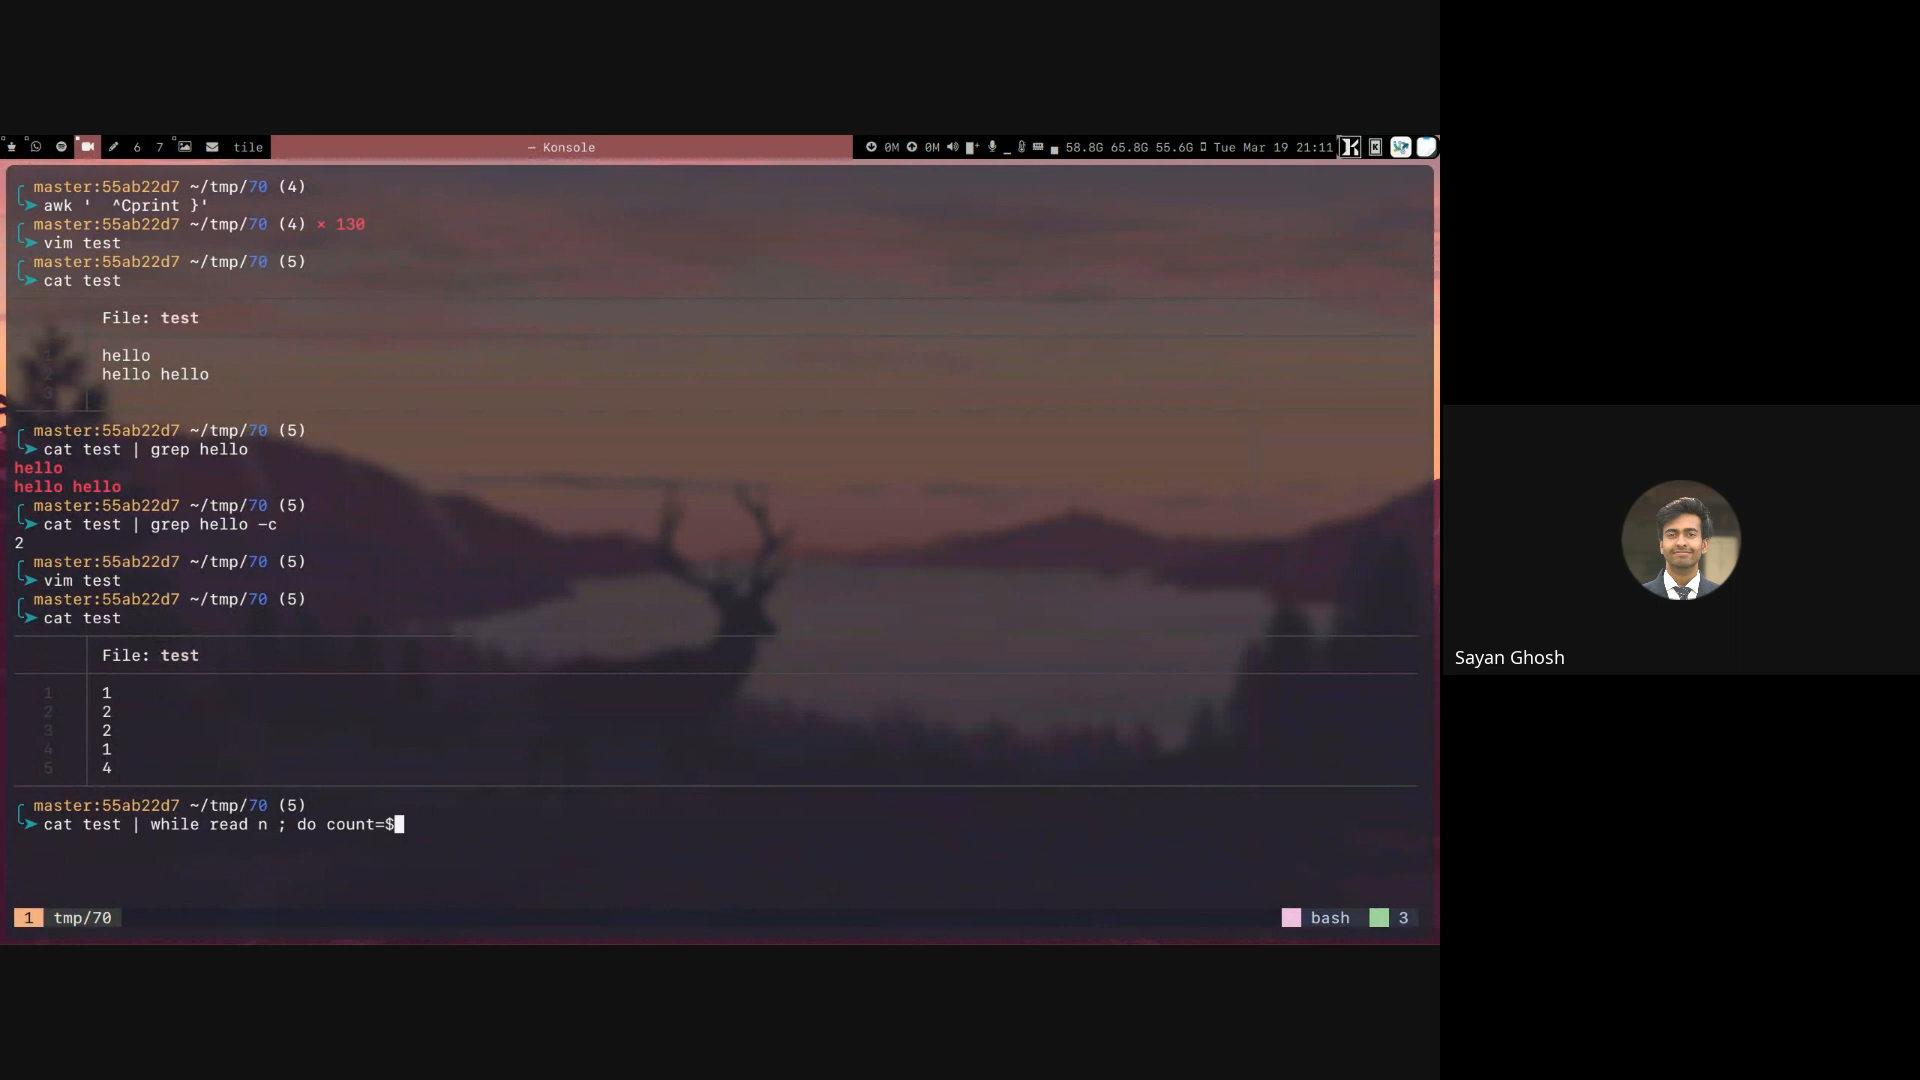 6 7 tile — Konsole 0M 0M 58.8G 65.8G 55.6G Tue Mar 19 21:11
master:55ab22d7 ~/tmp/70 (4)
awk '  ^Cprint }'
master:55ab22d7 ~/tmp/70 (4) × 130
vim test
master:55ab22d7 ~/tmp/70 (5)
cat test
File: test
1 hello
2 hello hello
3
master:55ab22d7 ~/tmp/70 (5)
cat test | grep hello
hello
hello hello
master:55ab22d7 ~/tmp/70 (5)
cat test | grep hello -c
2
master:55ab22d7 ~/tmp/70 (5)
vim test
master:55ab22d7 ~/tmp/70 (5)
cat test
File: test
1 1
2 2
3 2
4 1
5 4
master:55ab22d7 ~/tmp/70 (5)
cat test | while read n ; do count=$
1 tmp/70 bash 3
Sayan Ghosh